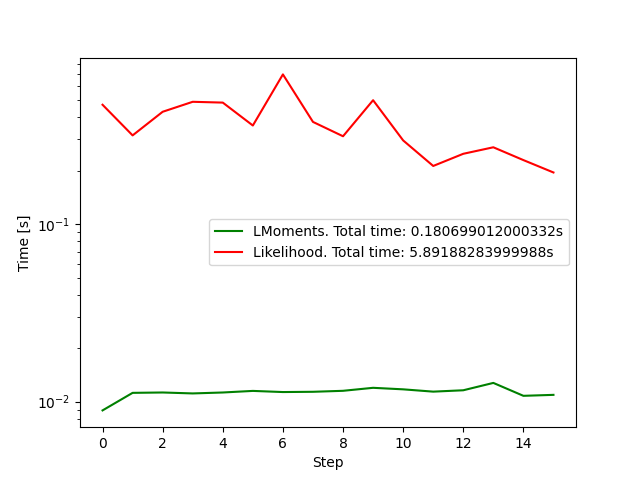 Time [s]
10⁻¹
10⁻²
LMoments. Total time: 0.180699012000332s
Likelihood. Total time: 5.89188283999988s
0 2 4 6 8 10 12 14
Step